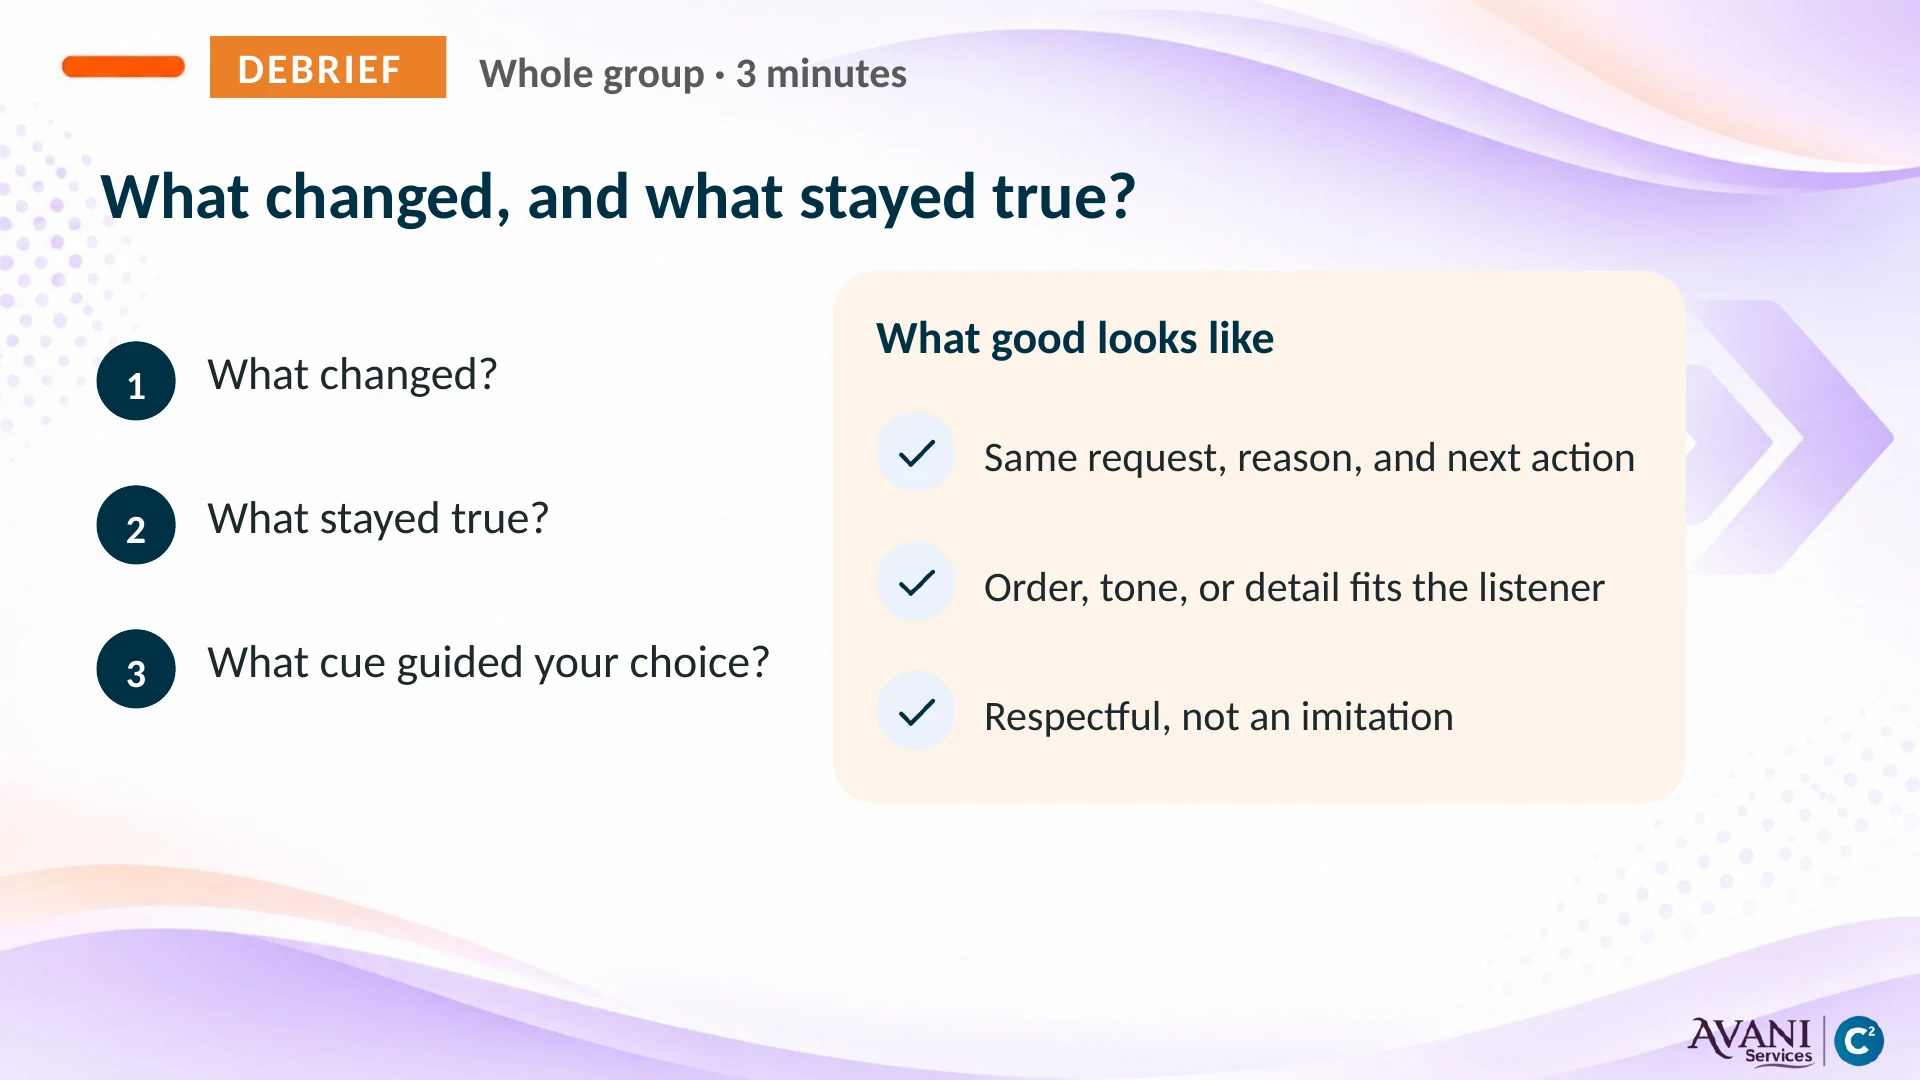 DEBRIEF
Whole group · 3 minutes
What changed, and what stayed true?
1
What changed?
2
What stayed true?
3
What cue guided your choice?
What good looks like
Same request, reason, and next action
Order, tone, or detail fits the listener
Respectful, not an imitation
AVANI
Services
C²